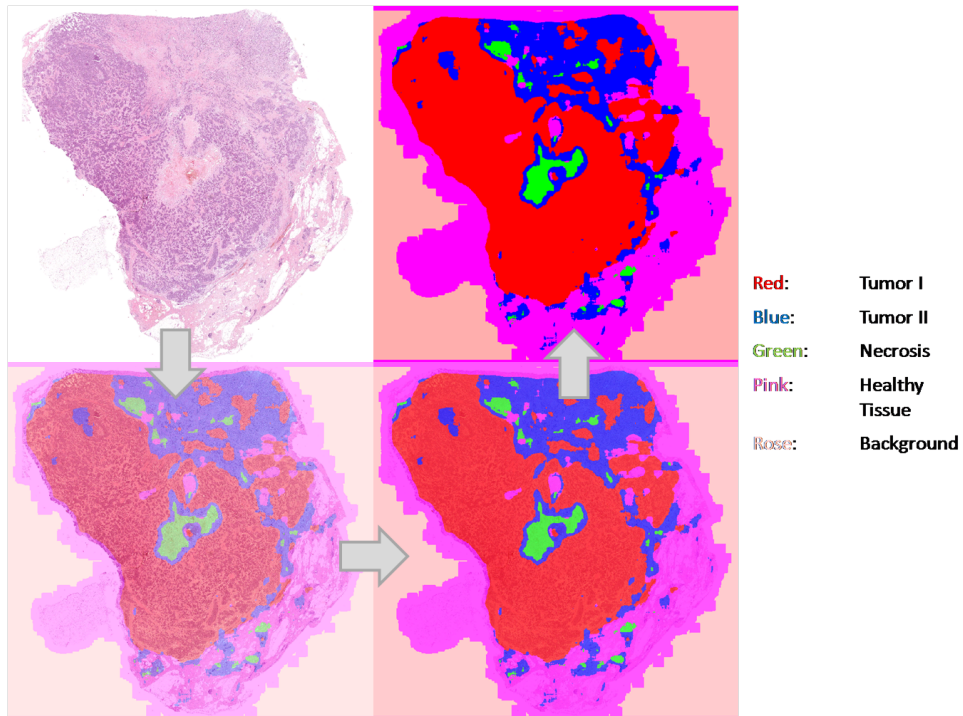 Red: Tumor I
Blue: Tumor II
Green: Necrosis
Pink: Healthy
Tissue
Rose: Background